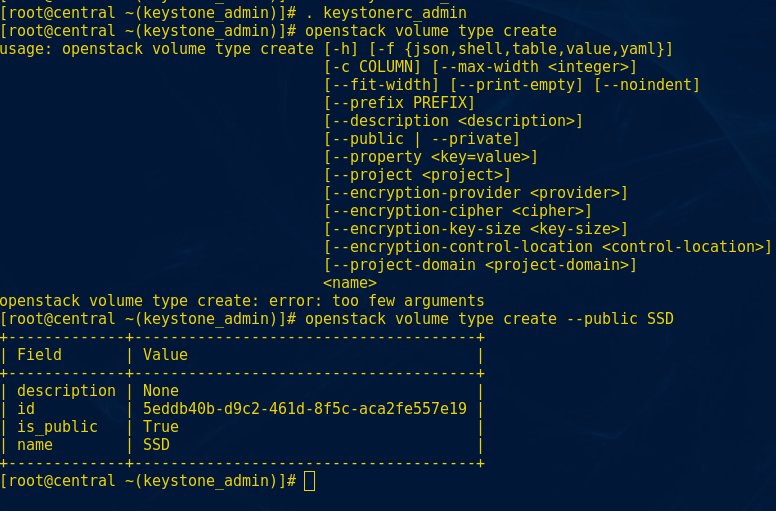 [root@central ~(keystone_admin)]# . keystonerc_admin
[root@central ~(keystone_admin)]# openstack volume type create
usage: openstack volume type create [-h] [-f {json,shell,table,value,yaml}]
                                    [-c COLUMN] [--max-width <integer>]
                                    [--fit-width] [--print-empty] [--noindent]
                                    [--prefix PREFIX]
                                    [--description <description>]
                                    [--public | --private]
                                    [--property <key=value>]
                                    [--project <project>]
                                    [--encryption-provider <provider>]
                                    [--encryption-cipher <cipher>]
                                    [--encryption-key-size <key-size>]
                                    [--encryption-control-location <control-location>]
                                    [--project-domain <project-domain>]
                                    <name>
openstack volume type create: error: too few arguments
[root@central ~(keystone_admin)]# openstack volume type create --public SSD
+-------------+--------------------------------------+
| Field       | Value                                |
+-------------+--------------------------------------+
| description | None                                 |
| id          | 5eddb40b-d9c2-461d-8f5c-aca2fe557e19 |
| is_public   | True                                 |
| name        | SSD                                  |
+-------------+--------------------------------------+
[root@central ~(keystone_admin)]#